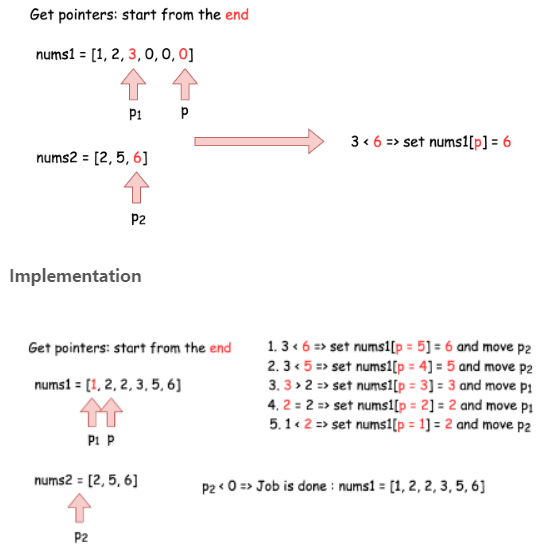 Get pointers: start from the end
nums1 = [1, 2, 3, 0, 0, 0]
p1 p
3 < 6 => set nums1[p] = 6
nums2 = [2, 5, 6]
p2
Implementation
Get pointers: start from the end
nums1 = [1, 2, 2, 3, 5, 6]
p1 p
1. 3 < 6 => set nums1[p = 5] = 6 and move p2
2. 3 < 5 => set nums1[p = 4] = 5 and move p2
3. 3 > 2 => set nums1[p = 3] = 3 and move p1
4. 2 = 2 => set nums1[p = 2] = 2 and move p1
5. 1 < 2 => set nums1[p = 1] = 2 and move p2
nums2 = [2, 5, 6]
p2
p2 < 0 => Job is done : nums1 = [1, 2, 2, 3, 5, 6]